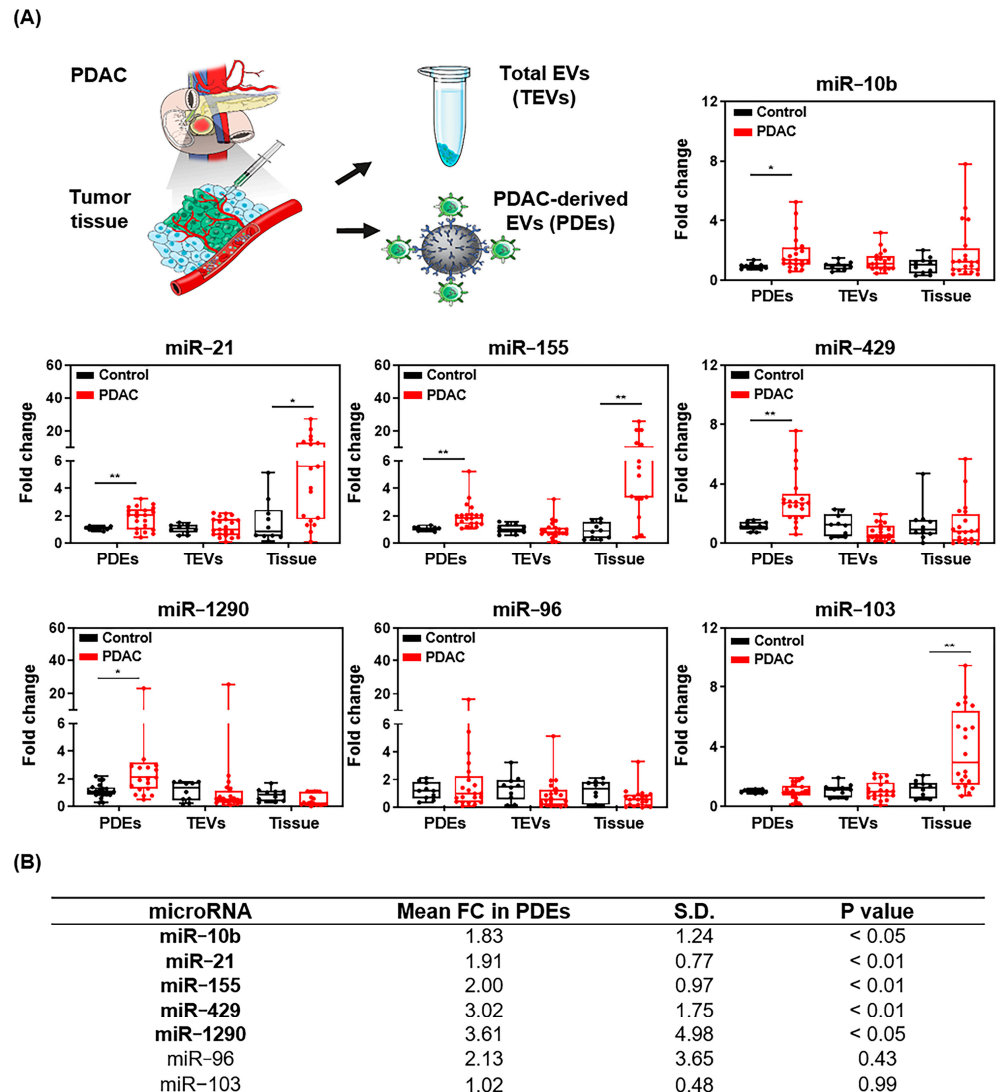 (A)
PDAC
Tumor
tissue
Total EVs
(TEVs)
PDAC-derived
EVs (PDEs)
miR−10b
Fold change
12
8
4
0
Control
PDAC
*
PDEs TEVs Tissue
miR−21
Fold change
60
40
20
6
4
2
0
Control
PDAC
**
*
PDEs TEVs Tissue
miR−155
Fold change
60
40
20
6
4
2
0
Control
PDAC
**
**
PDEs TEVs Tissue
miR−429
Fold change
12
8
4
0
Control
PDAC
**
PDEs TEVs Tissue
miR−1290
Fold change
60
40
20
6
4
2
0
Control
PDAC
*
PDEs TEVs Tissue
miR−96
Fold change
60
40
20
6
4
2
0
Control
PDAC
PDEs TEVs Tissue
miR−103
Fold change
12
8
4
0
Control
PDAC
**
PDEs TEVs Tissue
(B)
microRNA Mean FC in PDEs S.D. P value
miR−10b 1.83 1.24 < 0.05
miR−21 1.91 0.77 < 0.01
miR−155 2.00 0.97 < 0.01
miR−429 3.02 1.75 < 0.01
miR−1290 3.61 4.98 < 0.05
miR−96 2.13 3.65 0.43
miR−103 1.02 0.48 0.99